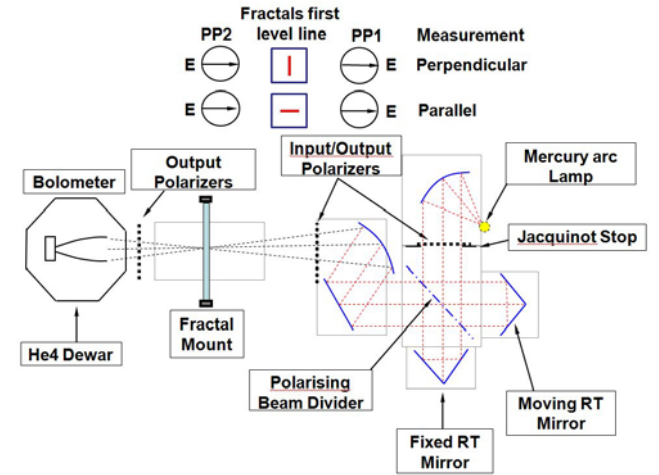 Fractals first
level line
PP2
PP1
Measurement
E
E
Perpendicular
E
E
Parallel
Input/Output
Polarizers
Mercury arc
Lamp
Output
Polarizers
Bolometer
Jacquinot Stop
Fractal
Mount
He4 Dewar
Polarising
Beam Divider
Moving RT
Mirror
Fixed RT
Mirror